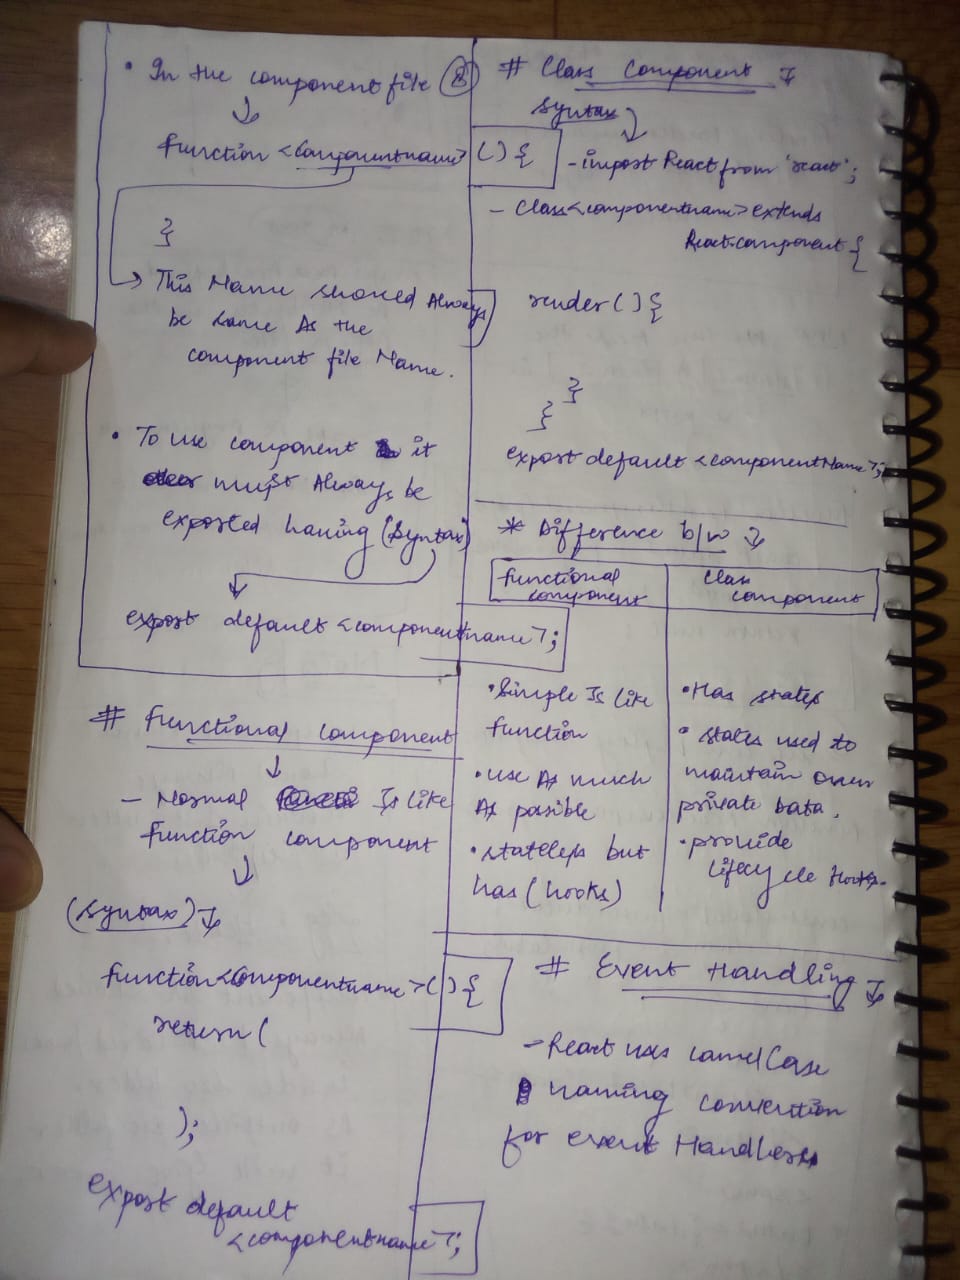 • In the component file (8)
function <componentname> () {
}
This Name should Always
be same As the
component file Name.
• To use component it
must Always be
exported having (Syntax)
export default <componentname>;
# functional component
- Normal Is like
function component
(Syntax)
function <componentname> () {
return (
);
export default
<componentname>;
# Class Component
Syntax
- import React from 'react';
- Class <componentname> extends
React.component {
render () {
}
}
export default <componentName>;
* Difference b/w
functional
component
Class
component
• Simple Is like
function
• use As much
As posible
• stateless but
has (hooks)
• Has states
• states used to
maintain own
private data.
• provide
lifecycle Hooks.
# Event Handling
- React uses camelCase
naming convention
for event Handlers